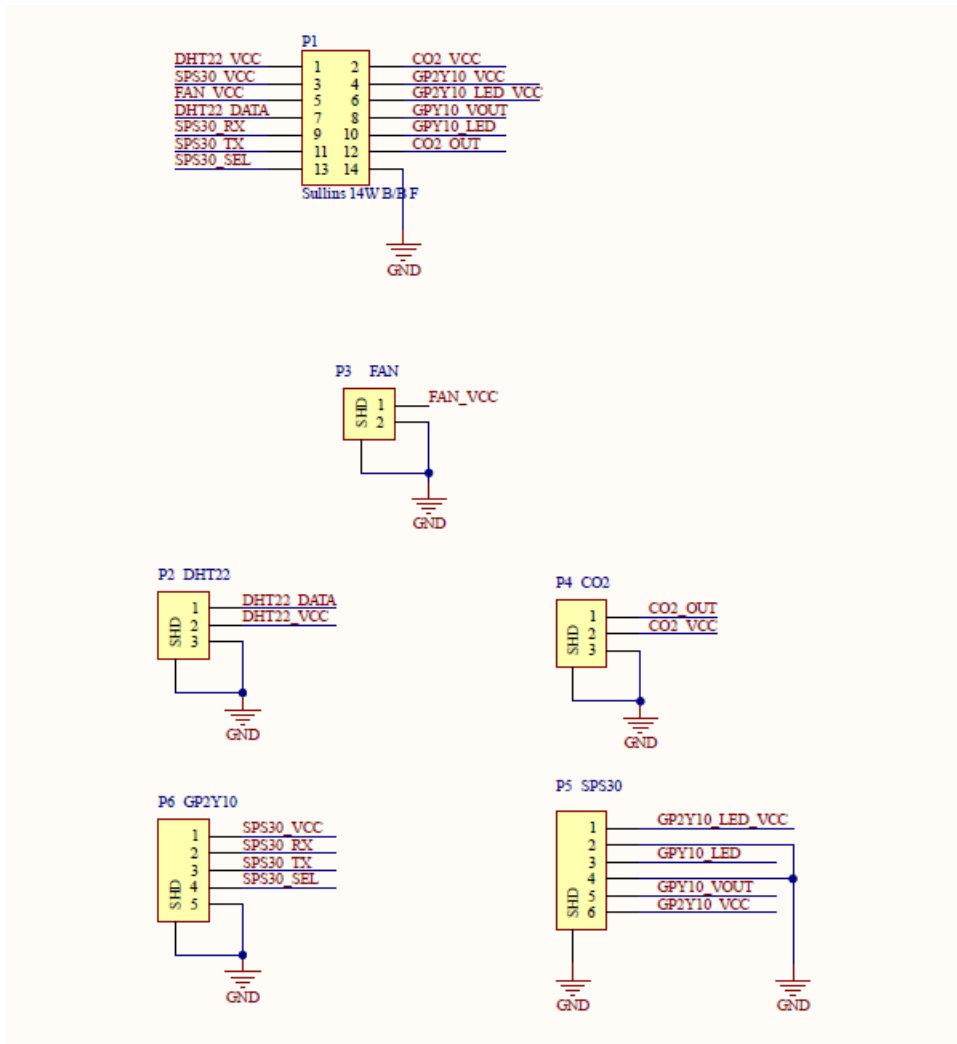 P1
DHT22_VCC 1 2 CO2_VCC
SPS30_VCC 3 4 GP2Y10_VCC
FAN_VCC 5 6 GP2Y10_LED_VCC
DHT22_DATA 7 8 GPY10_VOUT
SPS30_RX 9 10 GPY10_LED
SPS30_TX 11 12 CO2_OUT
SPS30_SEL 13 14
Sullins 14W B/B F
GND
P3 FAN
SHD 1 FAN_VCC
2
GND
P2 DHT22
1 DHT22_DATA
SHD 2 DHT22_VCC
3
GND
P4 CO2
1 CO2_OUT
SHD 2 CO2_VCC
3
GND
P6 GP2Y10
1 SPS30_VCC
2 SPS30_RX
3 SPS30_TX
SHD 4 SPS30_SEL
5
GND
P5 SPS30
1 GP2Y10_LED_VCC
2
3 GPY10_LED
4
SHD 5 GPY10_VOUT
6 GP2Y10_VCC
GND GND